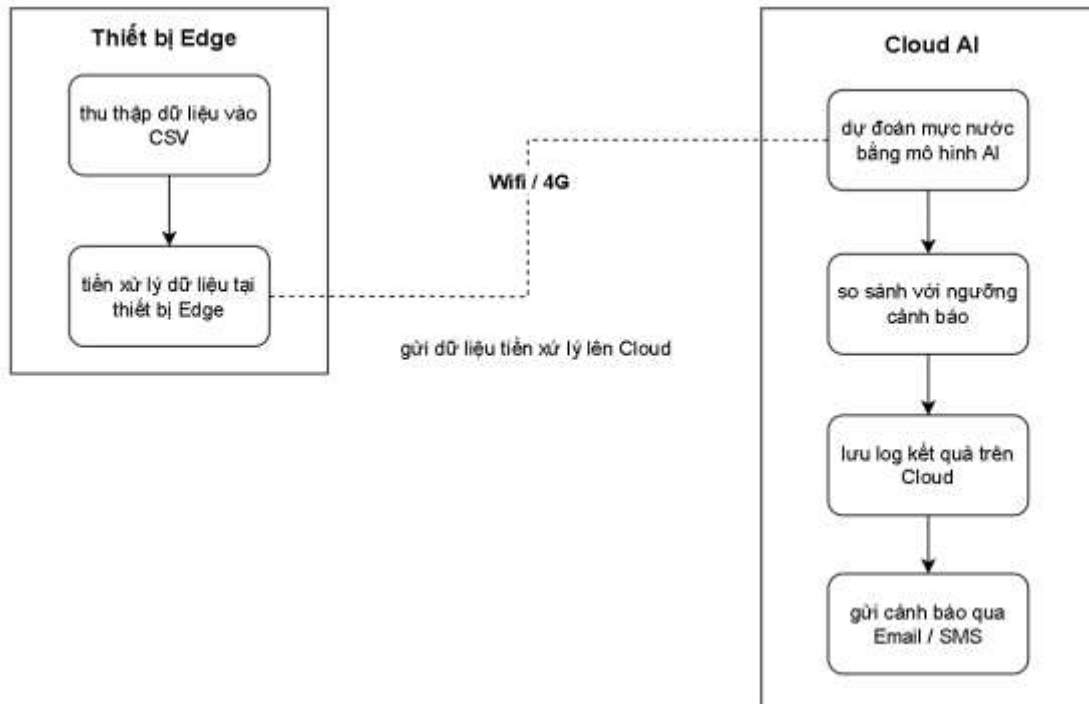 Thiết bị Edge
thu thập dữ liệu vào
CSV
tiền xử lý dữ liệu tại
thiết bị Edge
Wifi / 4G
gửi dữ liệu tiền xử lý lên Cloud
Cloud AI
dự đoán mực nước
bằng mô hình AI
so sánh với ngưỡng
cảnh báo
lưu log kết quả trên
Cloud
gửi cảnh báo qua
Email / SMS